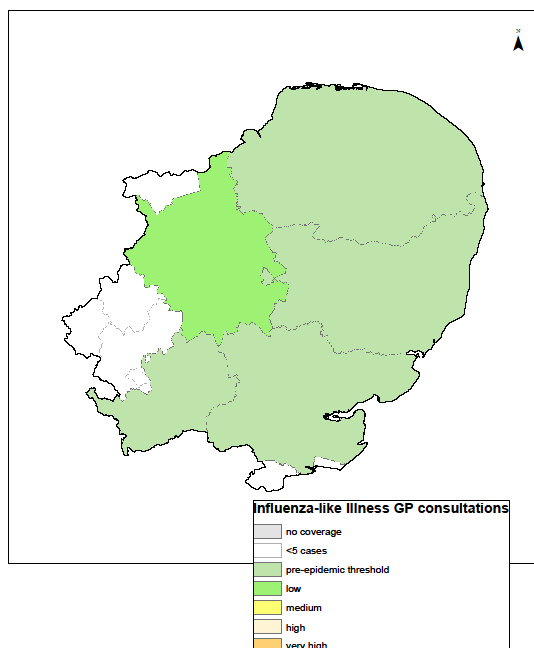 N
Influenza-like Illness GP consultations
no coverage
<5 cases
pre-epidemic threshold
low
medium
high
very high